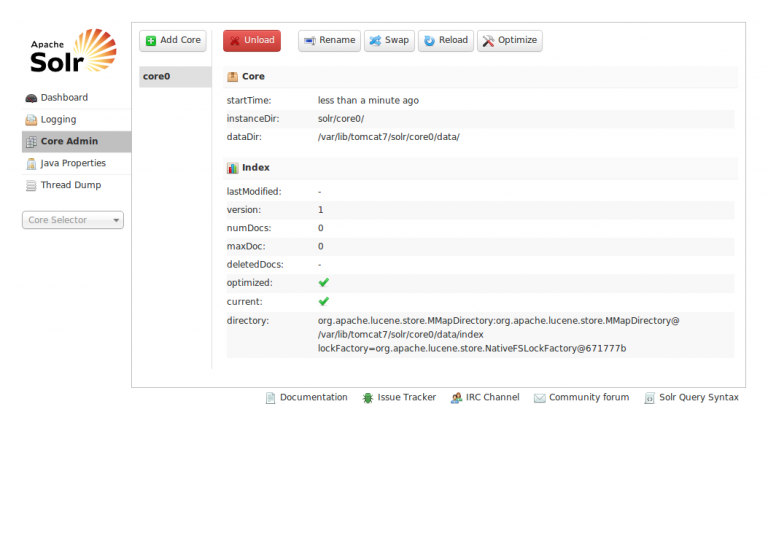 Apache
Solr
Dashboard
Logging
Core Admin
Java Properties
Thread Dump
Core Selector
Add Core
Unload
Rename
Swap
Reload
Optimize
core0
Core
startTime: less than a minute ago
instanceDir: solr/core0/
dataDir: /var/lib/tomcat7/solr/core0/data/
Index
lastModified: -
version: 1
numDocs: 0
maxDoc: 0
deletedDocs: -
optimized:
current:
directory: org.apache.lucene.store.MMapDirectory:org.apache.lucene.store.MMapDirectory@
/var/lib/tomcat7/solr/core0/data/index
lockFactory=org.apache.lucene.store.NativeFSLockFactory@671777b
Documentation
Issue Tracker
IRC Channel
Community forum
Solr Query Syntax